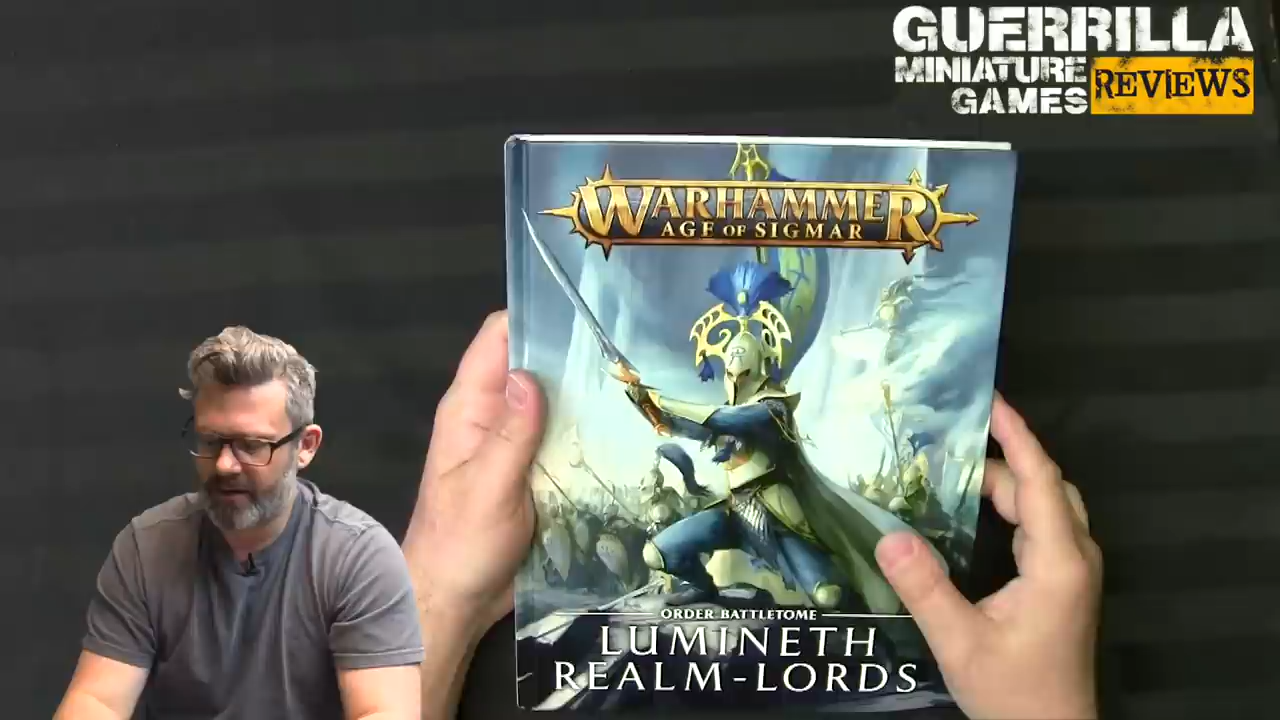 GUERRILLA
MINIATURE
GAMES
REVIEWS
WARHAMMER
AGE OF SIGMAR
ORDER BATTLETOME
LUMINETH
REALM-LORDS